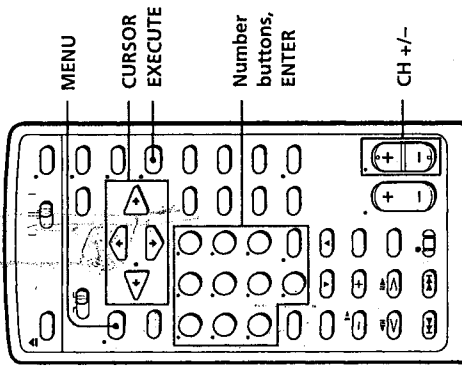 MENU
CURSOR
EXECUTE
Number
buttons,
ENTER
CH +/–